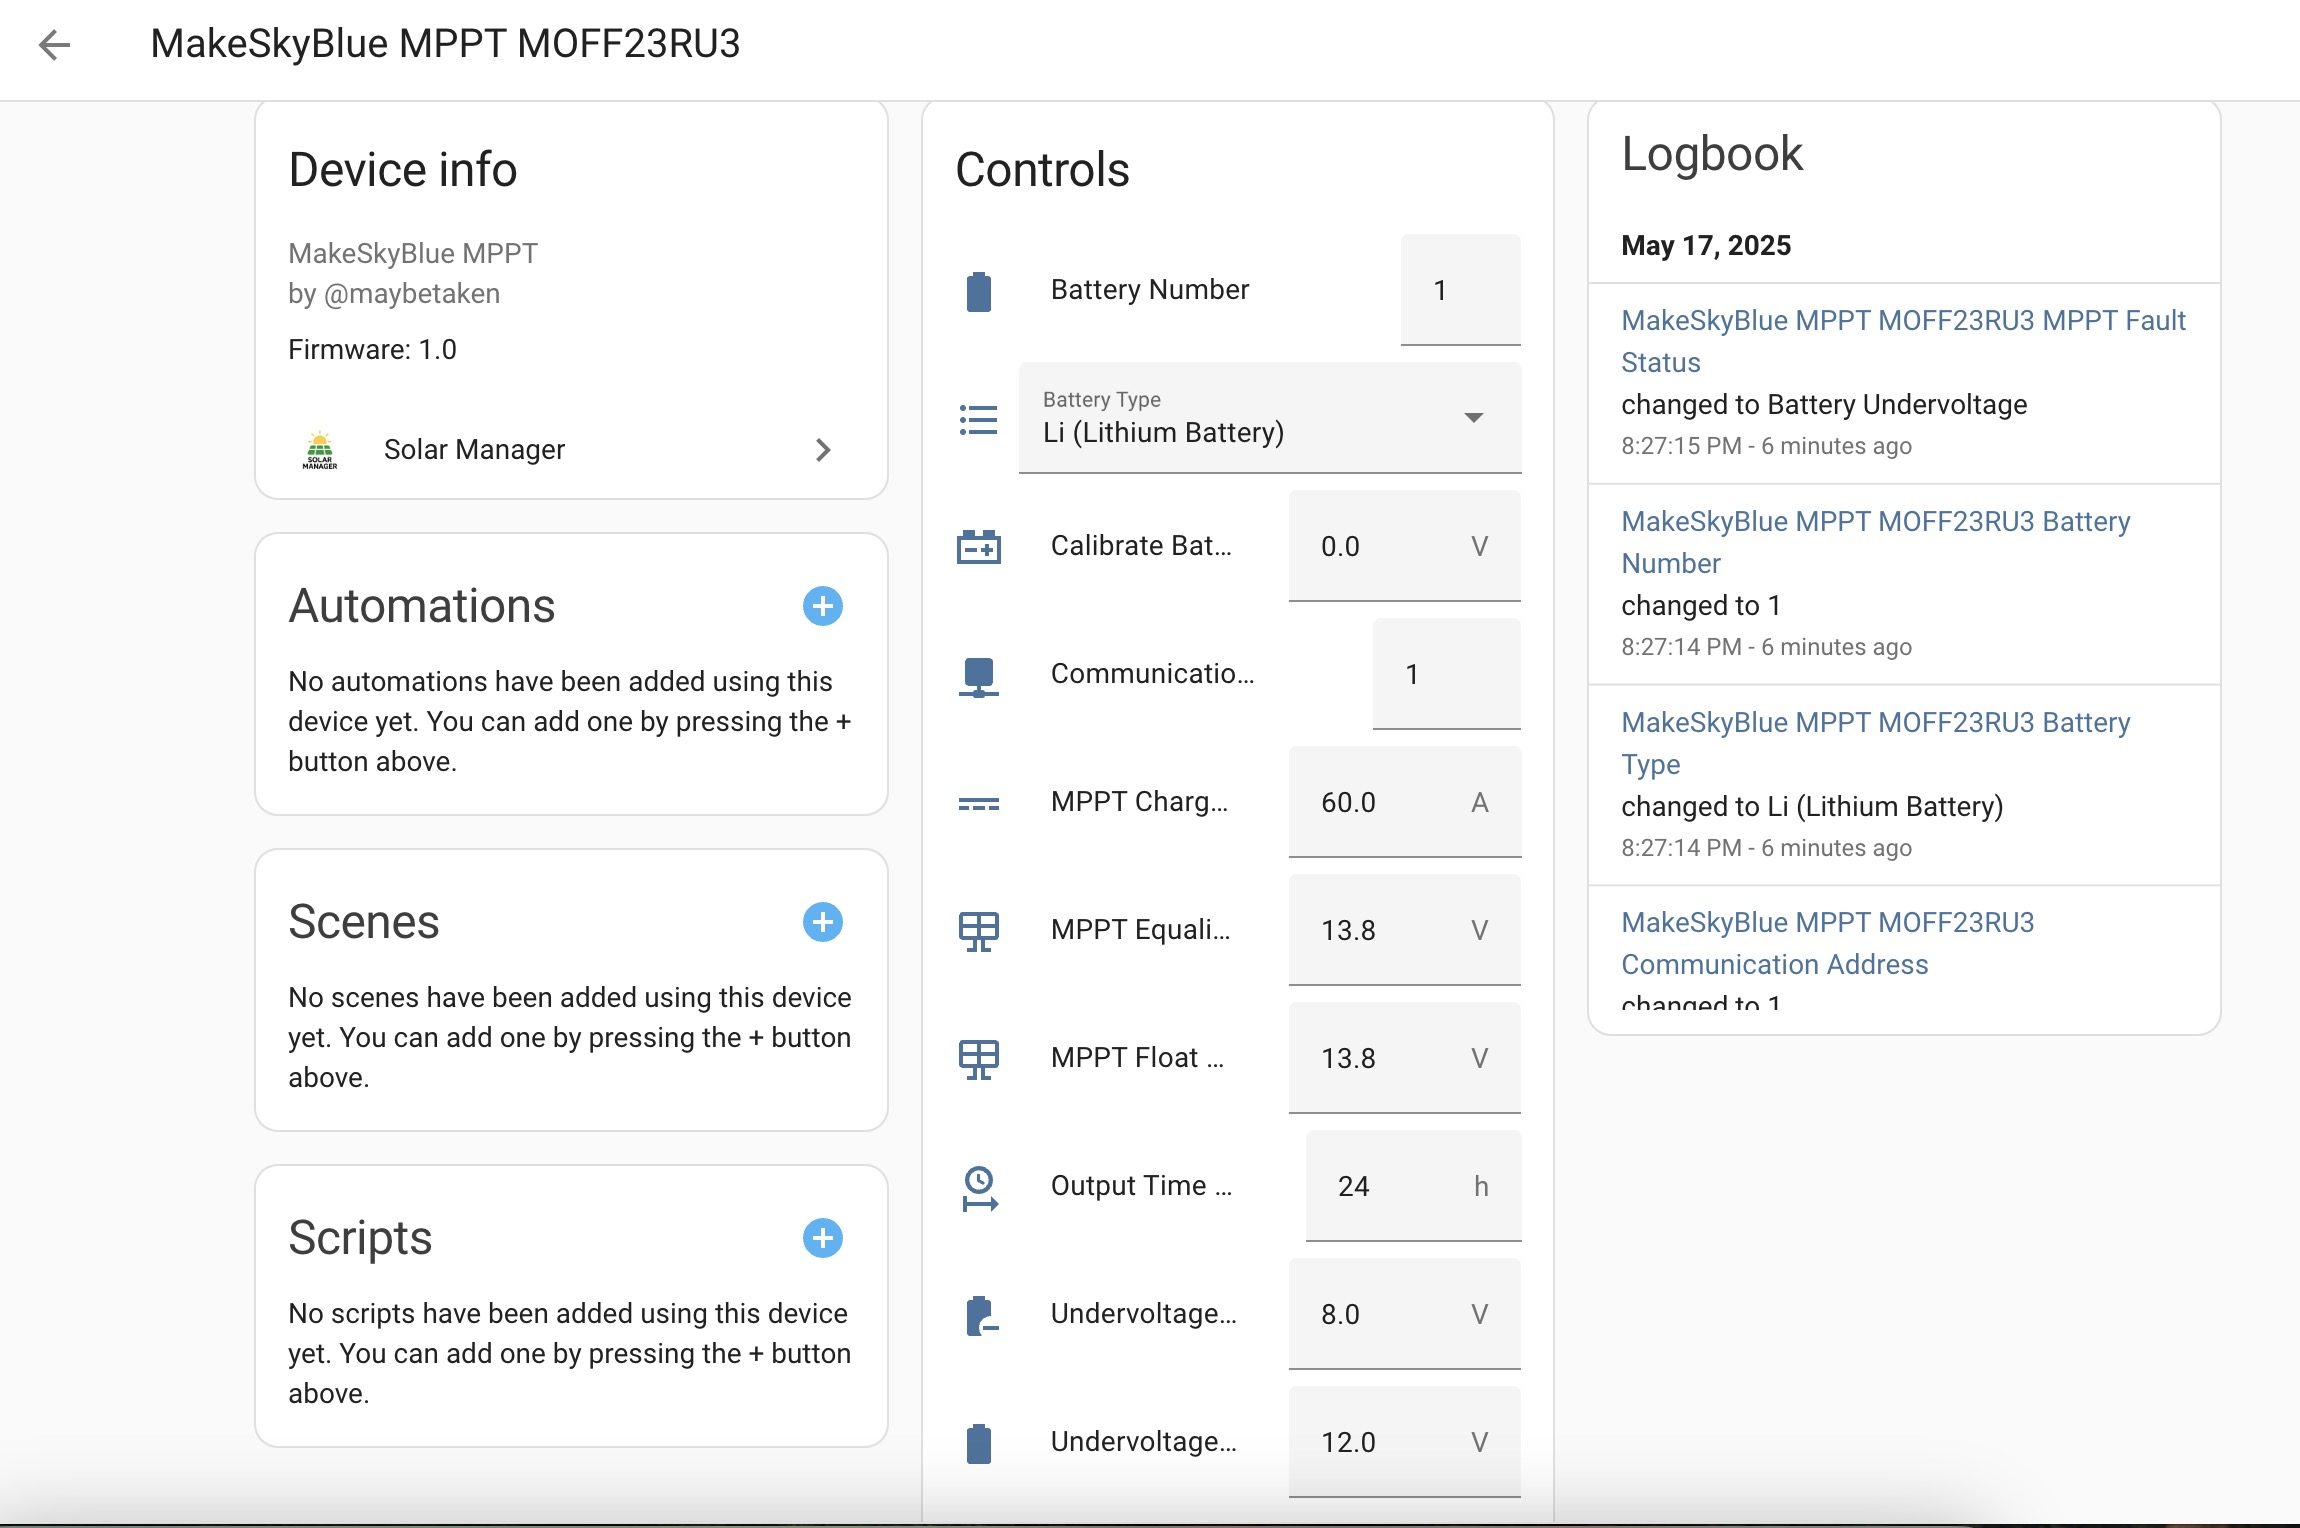 MakeSkyBlue MPPT MOFF23RU3
Device info
MakeSkyBlue MPPT
by @maybetaken
Firmware: 1.0
SOLAR
MANAGER
Solar Manager
Automations
No automations have been added using this
device yet. You can add one by pressing the +
button above.
Scenes
No scenes have been added using this device
yet. You can add one by pressing the + button
above.
Scripts
No scripts have been added using this device
yet. You can add one by pressing the + button
above.
Controls
Battery Number 1
Battery Type
Li (Lithium Battery)
Calibrate Bat... 0.0 V
Communicatio... 1
MPPT Charg... 60.0 A
MPPT Equali... 13.8 V
MPPT Float ... 13.8 V
Output Time ... 24 h
Undervoltage... 8.0 V
Undervoltage... 12.0 V
Logbook
May 17, 2025
MakeSkyBlue MPPT MOFF23RU3 MPPT Fault
Status
changed to Battery Undervoltage
8:27:15 PM - 6 minutes ago
MakeSkyBlue MPPT MOFF23RU3 Battery
Number
changed to 1
8:27:14 PM - 6 minutes ago
MakeSkyBlue MPPT MOFF23RU3 Battery
Type
changed to Li (Lithium Battery)
8:27:14 PM - 6 minutes ago
MakeSkyBlue MPPT MOFF23RU3
Communication Address
changed to 1